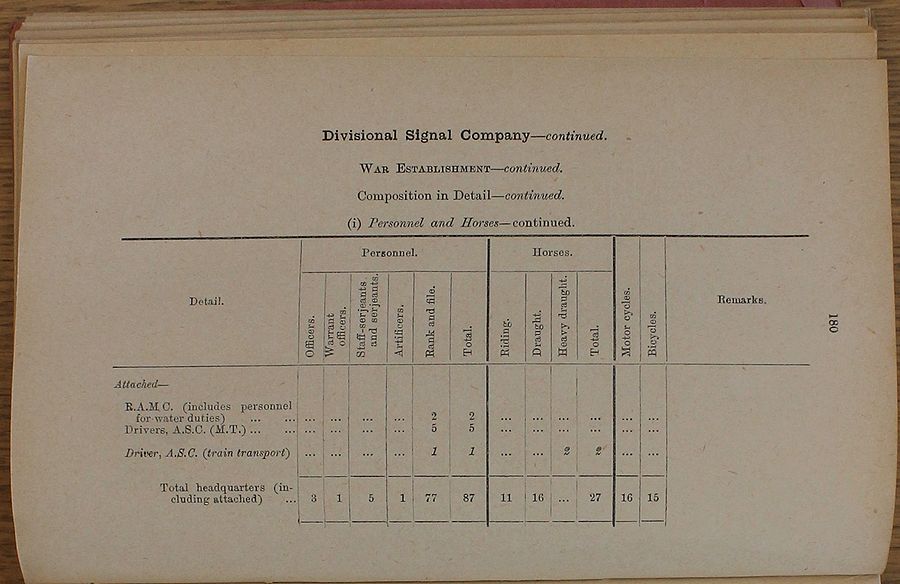 Divisional Signal Company—continued.
War Establishment—continued.
Composition in Detail—continued.
(i) Personnel and Horses—continued.
Detail. Personnel. Horses. Motor cycles. Bicycles. Remarks.
Officers. Warrant officers. Staff-serjeants and serjeants. Artificers. Rank and file. Total. Riding. Draught. Heavy draught. Total.
Attached—
R.A.M.C. (includes personnel
for water duties) ... ... ... ... ... ... 2 2 ... ... ... ... ... ...
Drivers, A.S.C. (M.T.) ... ... ... ... ... ... 5 5 ... ... ... ... ... ...
Driver, A.S.C. (train transport) ... ... ... ... 1 1 ... ... 2 2 ... ...
Total headquarters (in-
cluding attached) ... 3 1 5 1 77 87 11 16 ... 27 16 15
180